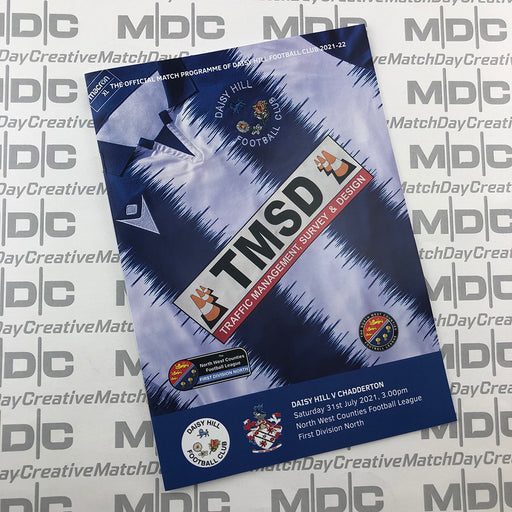 THE OFFICIAL MATCH PROGRAMME OF DAISY HILL FOOTBALL CLUB 2021-22
macron
XL
DAISY HILL
FOOTBALL CLUB
TMSD
TRAFFIC MANAGEMENT, SURVEY & DESIGN
North West Counties
Football League
FIRST DIVISION NORTH
DAISY HILL
FOOTBALL CLUB
DAISY HILL V CHADDERTON
Saturday 31st July 2021, 3.00pm
North West Counties Football League
First Division North
MDC
MatchDayCreative